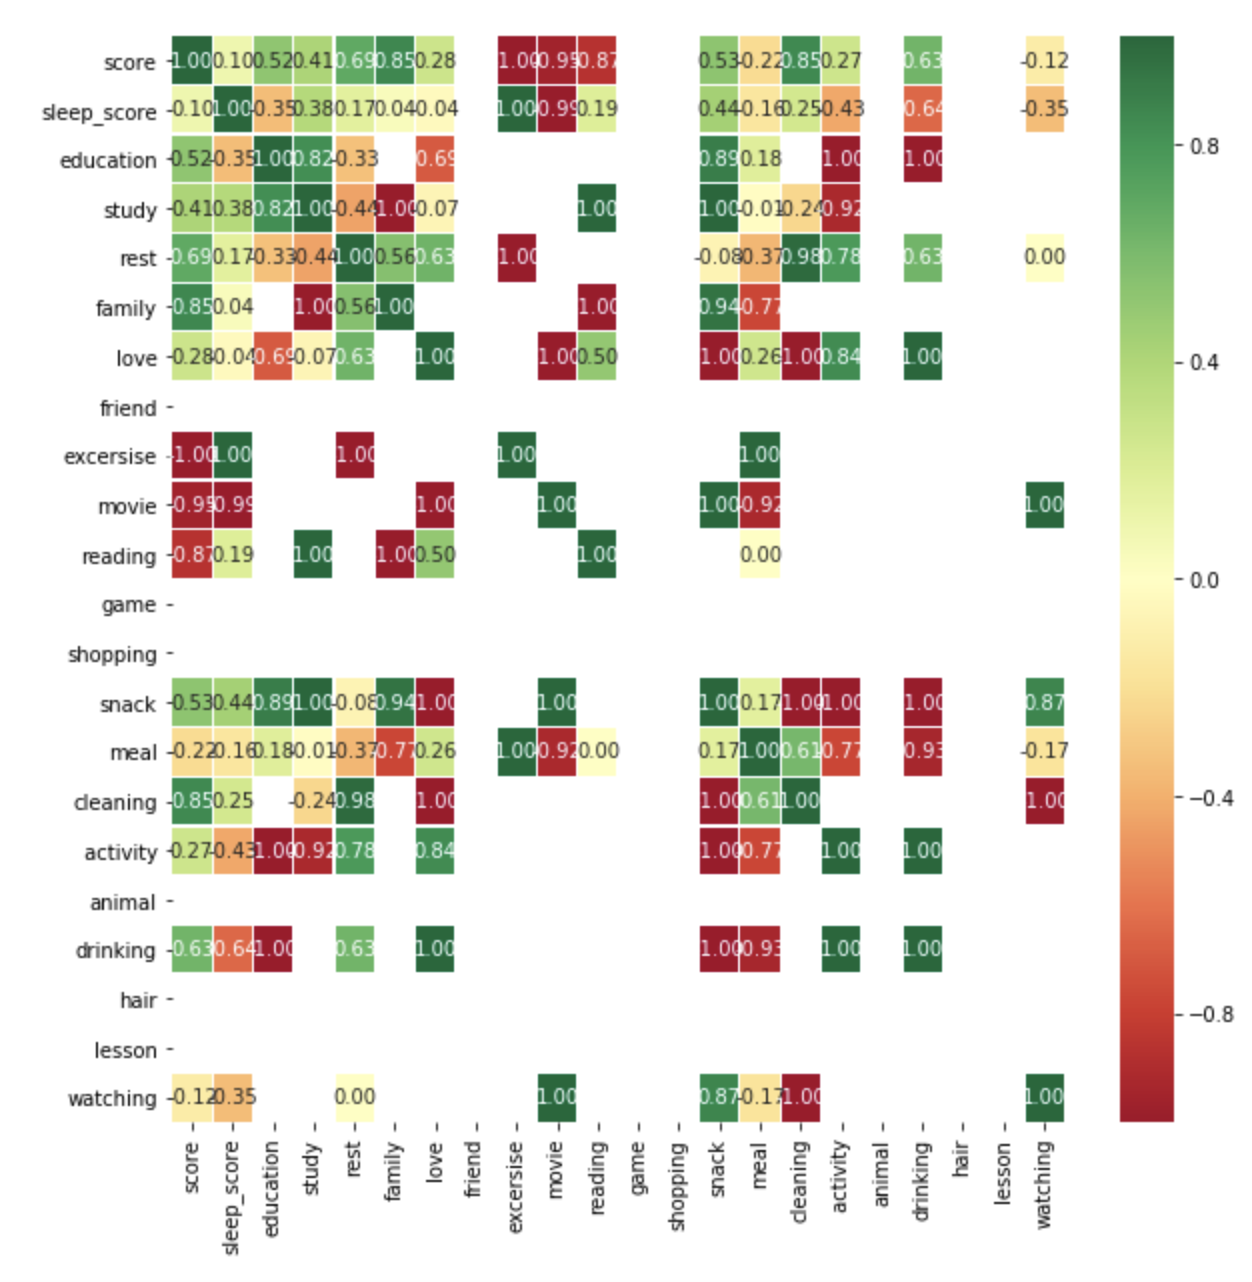 score 1.00 0.10 0.52 0.41 0.69 0.85 0.28 1.00 -0.95 -0.87 0.53 -0.22 0.85 0.27 0.63 -0.12
sleep_score -0.10 1.00 -0.35 0.38 0.17 0.04 -0.04 1.00 -0.99 0.19 0.44 -0.16 0.25 -0.43 -0.64 -0.35
education 0.52 -0.35 1.00 0.82 -0.33 0.69 0.89 0.18 1.00 1.00
study 0.41 0.38 0.82 1.00 -0.44 1.00 -0.07 1.00 1.00 -0.01 -0.24 -0.92
rest 0.69 0.17 -0.33 -0.44 1.00 0.56 0.63 1.00 -0.08 -0.37 0.98 0.78 0.63 0.00
family 0.85 0.04 1.00 0.56 1.00 1.00 0.94 -0.77
love 0.28 -0.04 -0.69 -0.07 0.63 1.00 1.00 0.50 1.00 0.26 1.00 0.84 1.00
friend
excersise -1.00 1.00 1.00 1.00 1.00
movie -0.95 -0.99 1.00 1.00 1.00 -0.92 1.00
reading -0.87 0.19 1.00 1.00 0.50 1.00 0.00
game
shopping
snack 0.53 0.44 0.89 1.00 -0.08 0.94 1.00 1.00 1.00 0.17 1.00 -1.00 1.00 0.87
meal -0.22 -0.16 0.18 -0.01 -0.37 -0.77 0.26 1.00 -0.92 0.00 0.17 1.00 0.61 -0.77 0.93 -0.17
cleaning 0.85 0.25 -0.24 0.98 1.00 1.00 0.61 1.00 1.00
activity 0.27 -0.43 1.00 -0.92 0.78 0.84 1.00 -0.77 1.00 1.00
animal
drinking 0.63 -0.64 1.00 0.63 1.00 1.00 -0.93 1.00 1.00
hair
lesson
watching -0.12 -0.35 0.00 1.00 0.87 -0.17 -1.00 1.00
score sleep_score education study rest family love friend excersise movie reading game shopping snack meal cleaning activity animal drinking hair lesson watching
0.8
0.4
0.0
−0.4
−0.8